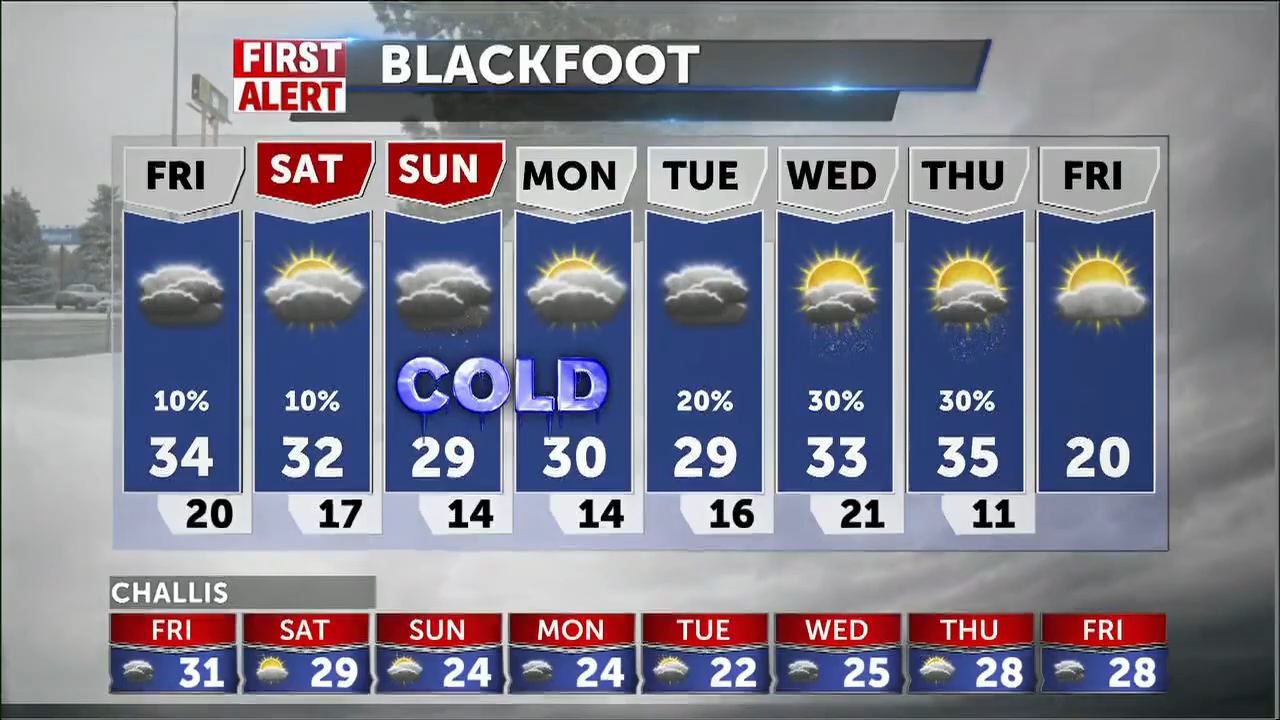 FIRST ALERT
BLACKFOOT
FRI SAT SUN MON TUE WED THU FRI
COLD
10% 10% 20% 30% 30%
34 32 29 30 29 33 35 20
20 17 14 14 16 21 11
CHALLIS
FRI SAT SUN MON TUE WED THU FRI
31 29 24 24 22 25 28 28